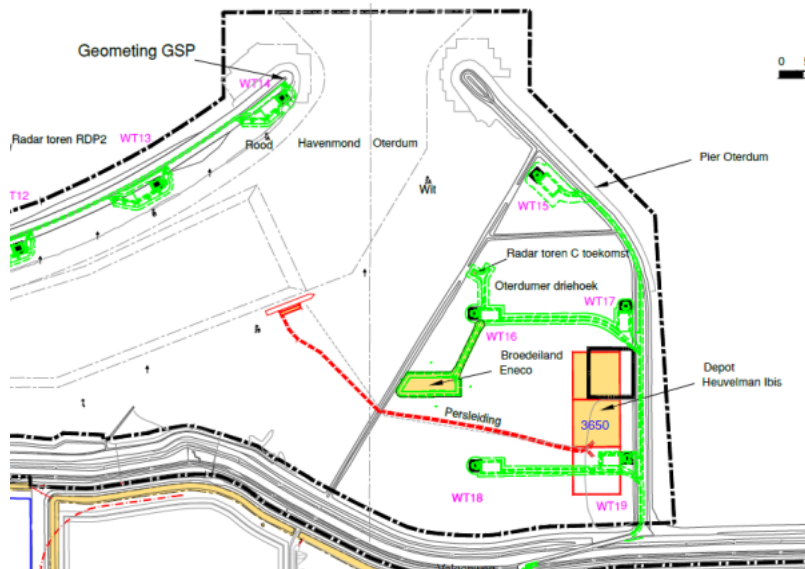 Geometing GSP
0
WT14
Radar toren RDP2
WT13
Rood
Havenmond
Oterdum
Pier Oterdum
WT12
Wit
WT15
Radar toren C toekomst
Oterdumer driehoek
WT17
WT16
Broedeiland
Eneco
Depot
Heuvelman Ibis
Persleiding
3650
WT18
WT19